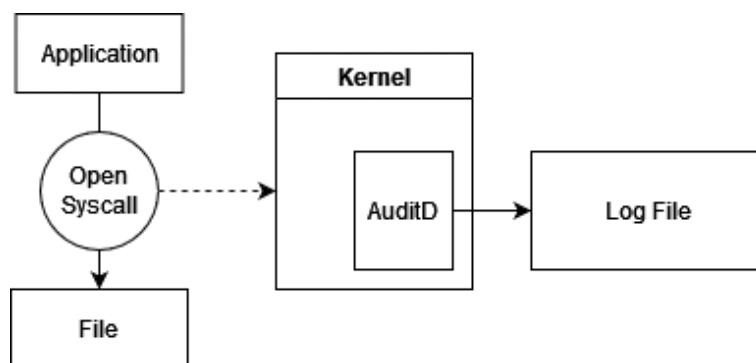 Application
Kernel
Open
Syscall
AuditD
Log File
File